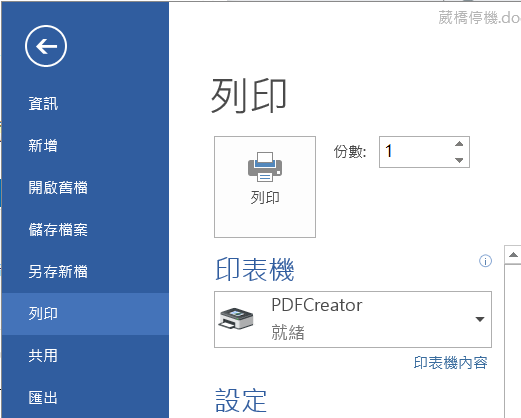 葳橋停機.do
資訊
新增
開啟舊檔
儲存檔案
另存新檔
列印
共用
匯出
列印
列印
份數: 1
印表機
PDFCreator
就緒
印表機內容
設定